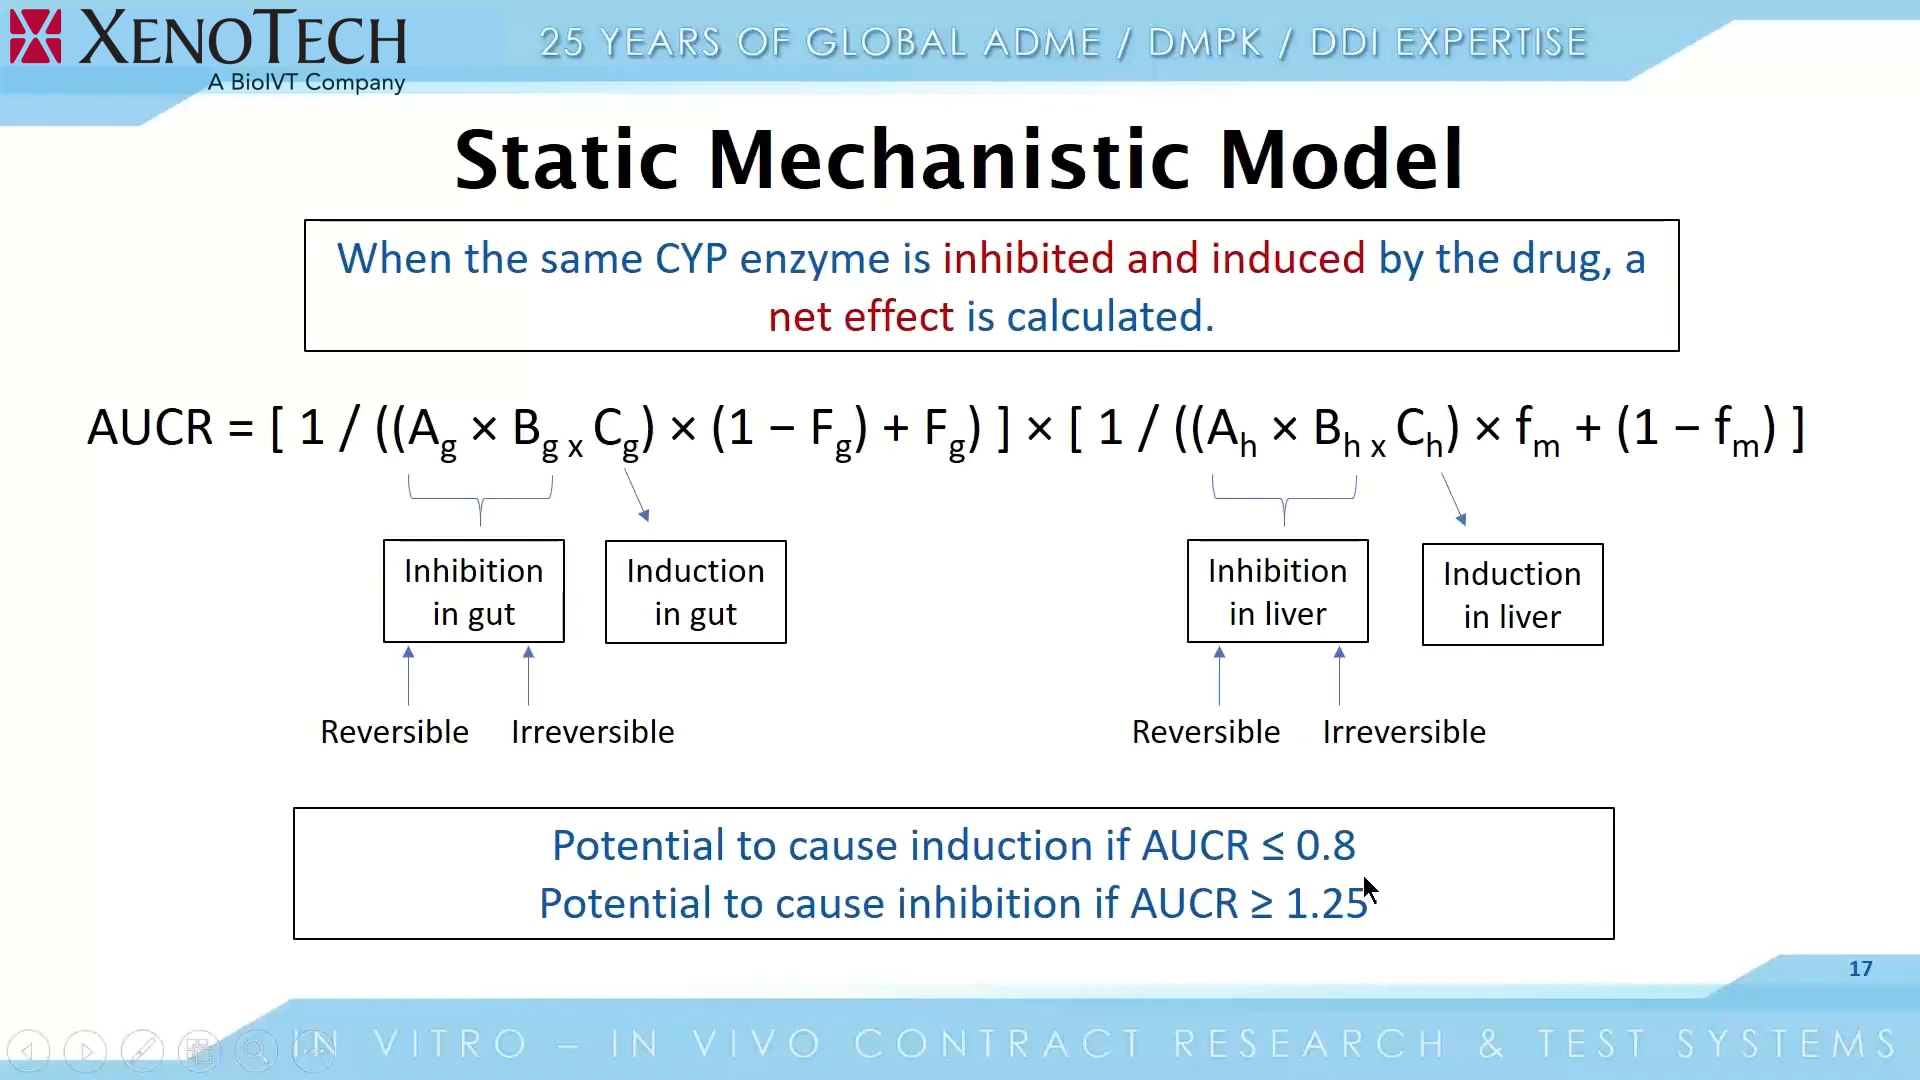 XENOTECH
A BioIVT Company
25 YEARS OF GLOBAL ADME / DMPK / DDI EXPERTISE
Static Mechanistic Model
When the same CYP enzyme is inhibited and induced by the drug, a
net effect is calculated.
AUCR = [ 1 / ((Ag × Bg x Cg) × (1 − Fg) + Fg) ] × [ 1 / ((Ah × Bh x Ch) × fm + (1 − fm) ]
Inhibition
in gut
Induction
in gut
Inhibition
in liver
Induction
in liver
Reversible
Irreversible
Reversible
Irreversible
Potential to cause induction if AUCR ≤ 0.8
Potential to cause inhibition if AUCR ≥ 1.25
17
IN VITRO – IN VIVO CONTRACT RESEARCH & TEST SYSTEMS